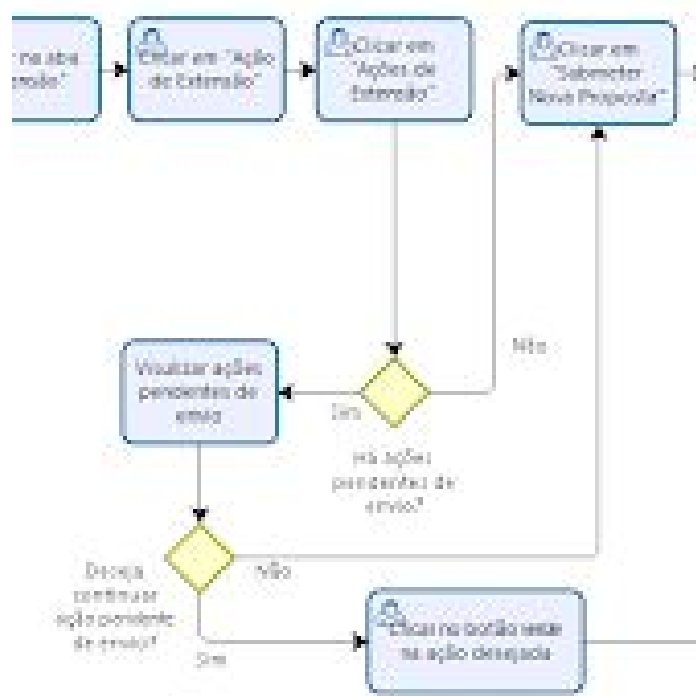 na aba
Clicar em "Ação
de Extensão"
Clicar em
"Ações de
Extensão"
Clicar em
"Submeter
Nova Proposta"
Não
Visulizar ações
pendentes de
envio
Sim
Há ações
pendentes de
envio?
Deseja
continuar
ação pendente
de envio?
Não
Sim
Clicar no botão
na ação desejada